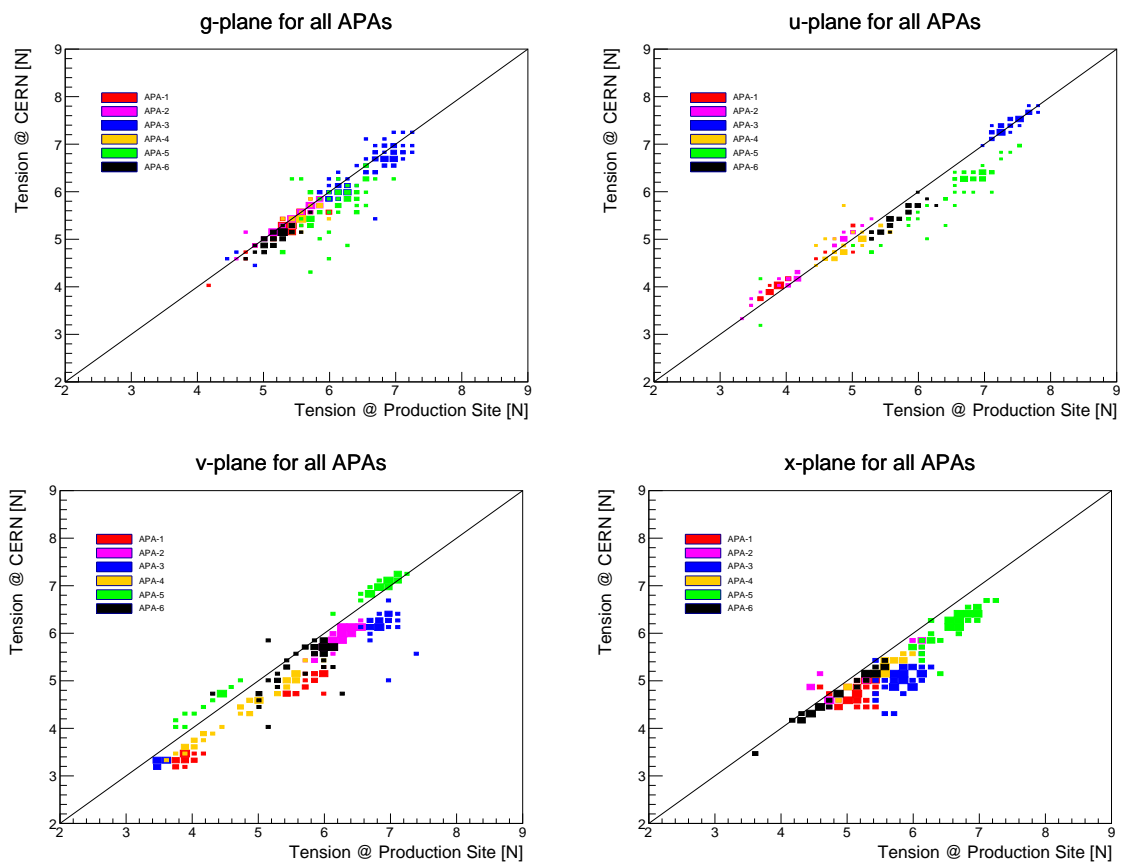 g-plane for all APAs
Tension @ CERN [N]
9
8
7
6
5
4
3
2
APA-1
APA-2
APA-3
APA-4
APA-5
APA-6
2 3 4 5 6 7 8 9
Tension @ Production Site [N]
u-plane for all APAs
Tension @ CERN [N]
9
8
7
6
5
4
3
2
APA-1
APA-2
APA-3
APA-4
APA-5
APA-6
2 3 4 5 6 7 8 9
Tension @ Production Site [N]
v-plane for all APAs
Tension @ CERN [N]
9
8
7
6
5
4
3
2
APA-1
APA-2
APA-3
APA-4
APA-5
APA-6
2 3 4 5 6 7 8 9
Tension @ Production Site [N]
x-plane for all APAs
Tension @ CERN [N]
9
8
7
6
5
4
3
2
APA-1
APA-2
APA-3
APA-4
APA-5
APA-6
2 3 4 5 6 7 8 9
Tension @ Production Site [N]